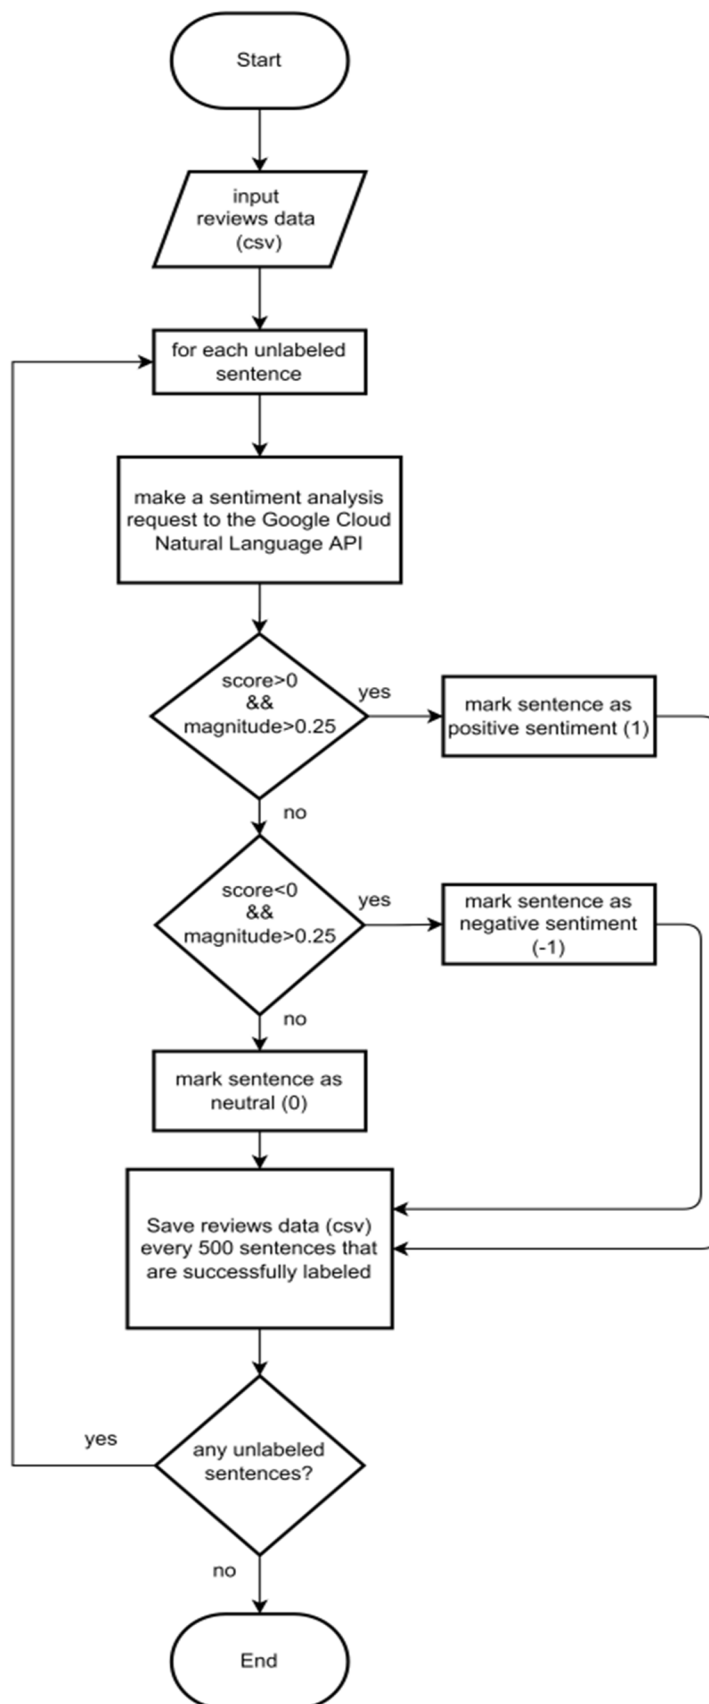 Start
input
reviews data
(csv)
for each unlabeled
sentence
make a sentiment analysis
request to the Google Cloud
Natural Language API
score>0
&&
magnitude>0.25
yes
mark sentence as
positive sentiment (1)
no
score<0
&&
magnitude>0.25
yes
mark sentence as
negative sentiment
(-1)
no
mark sentence as
neutral (0)
Save reviews data (csv)
every 500 sentences that
are successfully labeled
yes
any unlabeled
sentences?
no
End